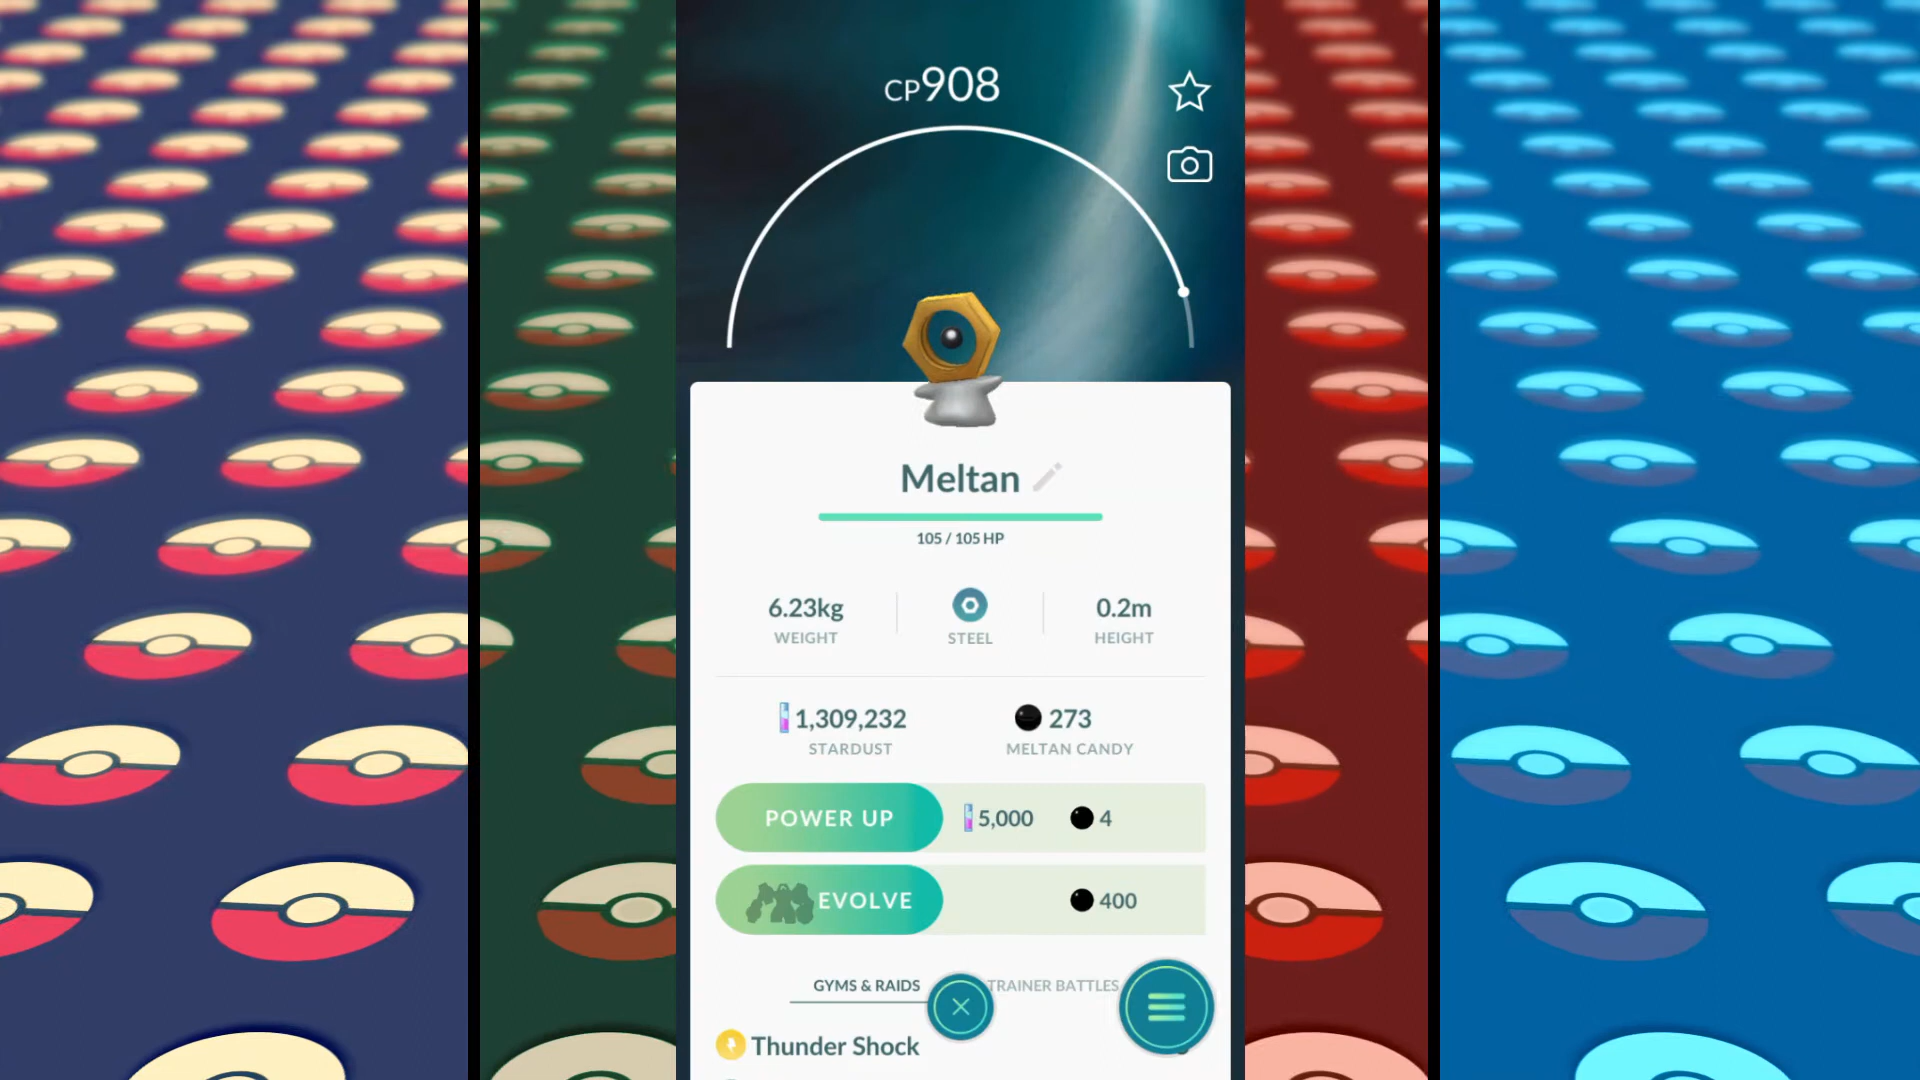 CP908
Meltan
105 / 105 HP
6.23kg
WEIGHT
STEEL
0.2m
HEIGHT
1,309,232
STARDUST
273
MELTAN CANDY
POWER UP 5,000 4
EVOLVE 400
GYMS & RAIDS TRAINER BATTLES
Thunder Shock